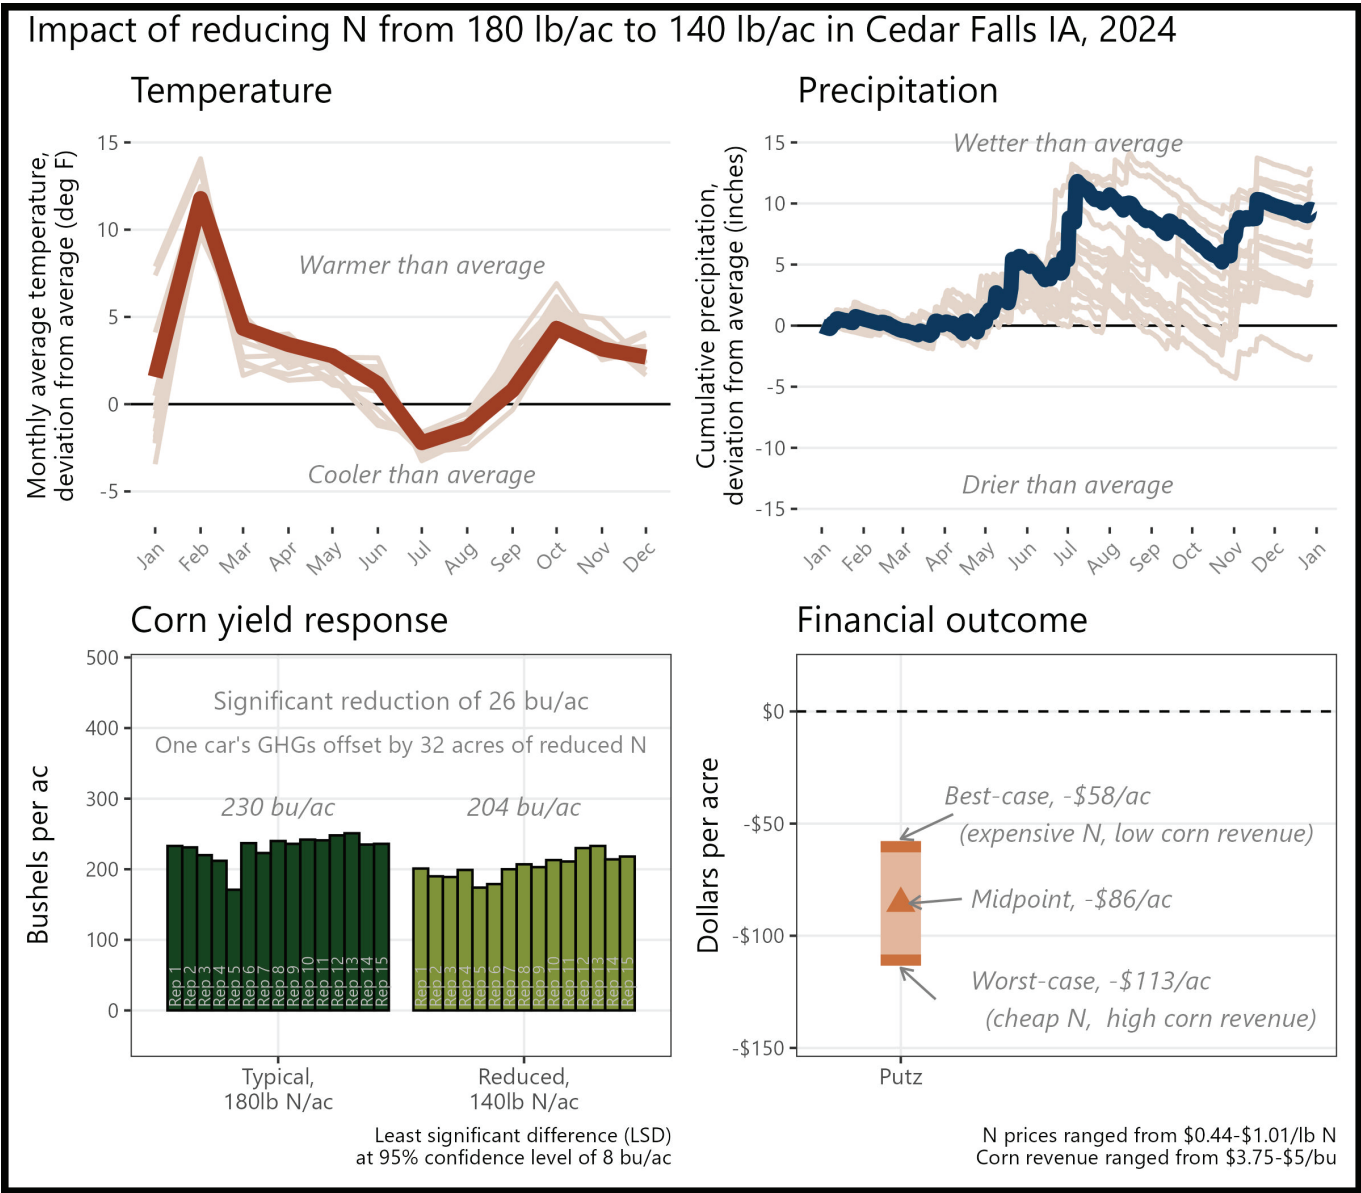 Impact of reducing N from 180 lb/ac to 140 lb/ac in Cedar Falls IA, 2024
Temperature
Monthly average temperature,
deviation from average (deg F)
15
10
5
0
-5
Warmer than average
Cooler than average
Jan
Feb
Mar
Apr
May
Jun
Jul
Aug
Sep
Oct
Nov
Dec
Precipitation
Cumulative precipitation,
deviation from average (inches)
15
10
5
0
-5
-10
-15
Wetter than average
Drier than average
Jan
Feb
Mar
Apr
May
Jun
Jul
Aug
Sep
Oct
Nov
Dec
Jan
Corn yield response
Bushels per ac
500
400
300
200
100
0
Significant reduction of 26 bu/ac
One car's GHGs offset by 32 acres of reduced N
230 bu/ac
204 bu/ac
Rep 1
Rep 2
Rep 3
Rep 4
Rep 5
Rep 6
Rep 7
Rep 8
Rep 9
Rep 10
Rep 11
Rep 12
Rep 13
Rep 14
Rep 15
Rep 1
Rep 2
Rep 3
Rep 4
Rep 5
Rep 6
Rep 7
Rep 8
Rep 9
Rep 10
Rep 11
Rep 12
Rep 13
Rep 14
Rep 15
Typical,
180lb N/ac
Reduced,
140lb N/ac
Least significant difference (LSD)
at 95% confidence level of 8 bu/ac
Financial outcome
Dollars per acre
$0
-$50
-$100
-$150
Best-case, -$58/ac
(expensive N, low corn revenue)
Midpoint, -$86/ac
Worst-case, -$113/ac
(cheap N,  high corn revenue)
Putz
N prices ranged from $0.44-$1.01/lb N
Corn revenue ranged from $3.75-$5/bu